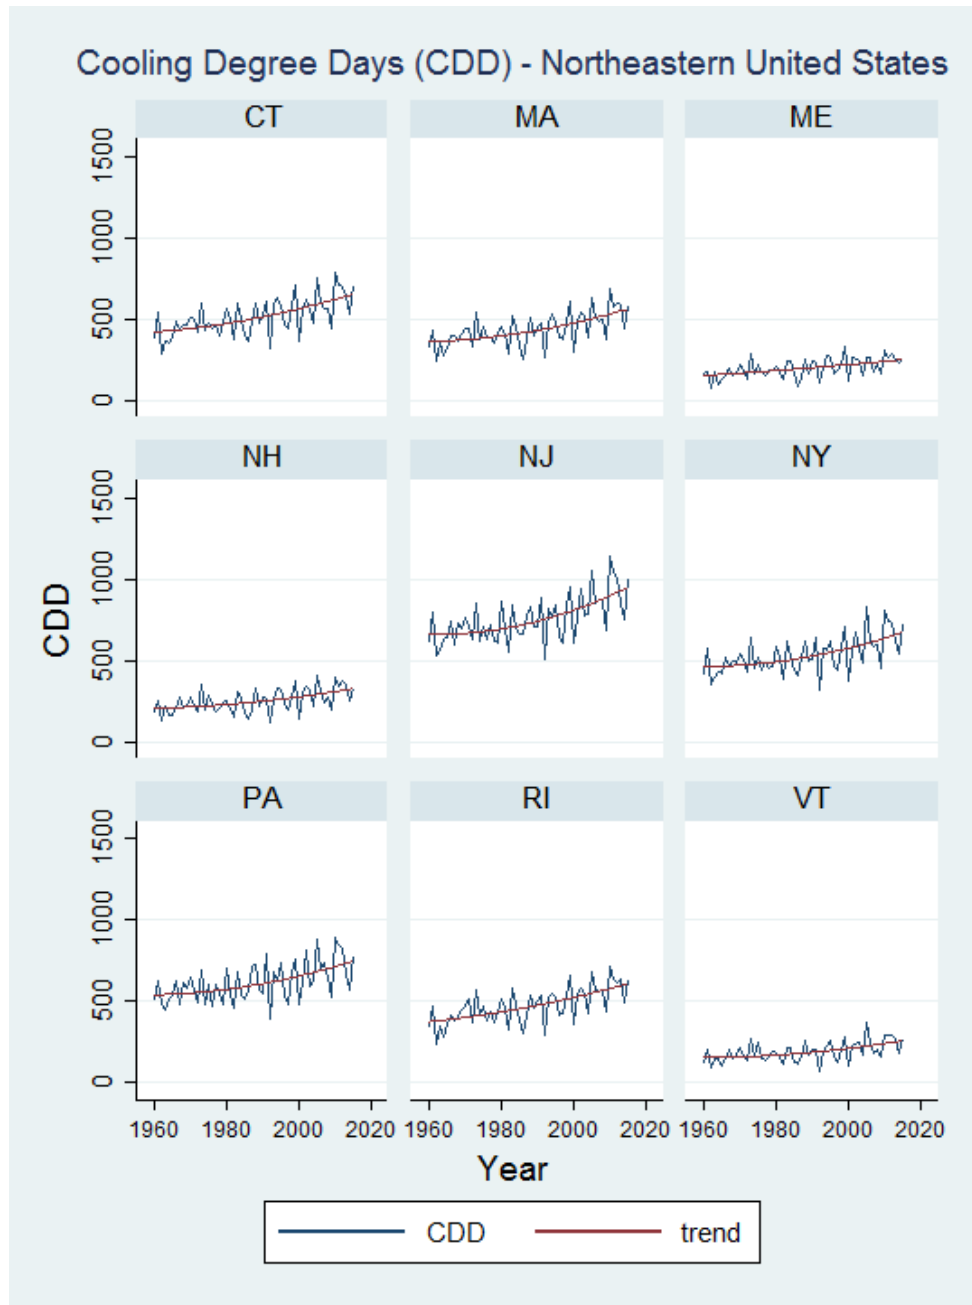 Cooling Degree Days (CDD) - Northeastern United States
CT MA ME
1500
1000
500
0
NH NJ NY
1500
1000
500
0
CDD
PA RI VT
1500
1000
500
0
1960 1980 2000 2020 1960 1980 2000 2020 1960 1980 2000 2020
Year
CDD trend